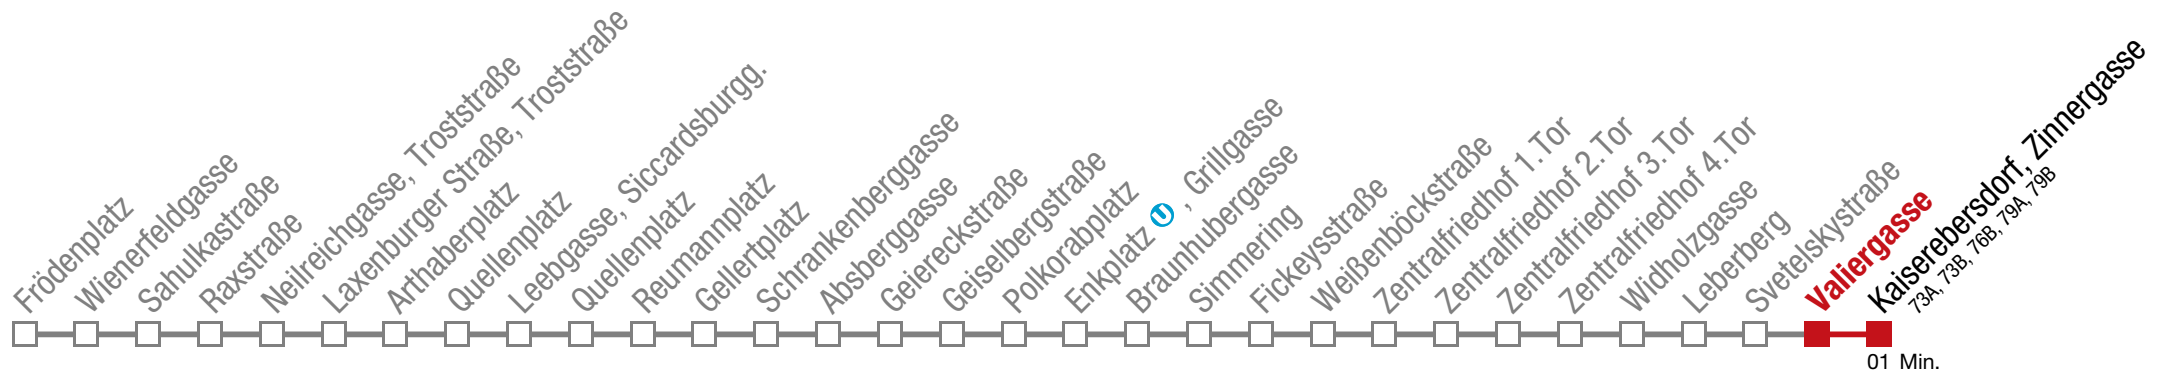 Frödenplatz
Wienerfeldgasse
Sahulkastraße
Raxstraße
Neilreichgasse, Troststraße
Laxenburger Straße, Troststraße
Arthaberplatz
Quellenplatz
Leebgasse, Siccardsburgg.
Quellenplatz
Reumannplatz
Gellertplatz
Schrankenberggasse
Absberggasse
Geiereckstraße
Geiselbergstraße
Polkorabplatz
Enkplatz U, Grillgasse
Braunhubergasse
Simmering
Fickeysstraße
Weißenböckstraße
Zentralfriedhof 1.Tor
Zentralfriedhof 2.Tor
Zentralfriedhof 3.Tor
Zentralfriedhof 4.Tor
Widholzgasse
Leberberg
Svetelskystraße
Valiergasse
Kaiserebersdorf, Zinnergasse
73A, 73B, 76B, 79A, 79B
01 Min.